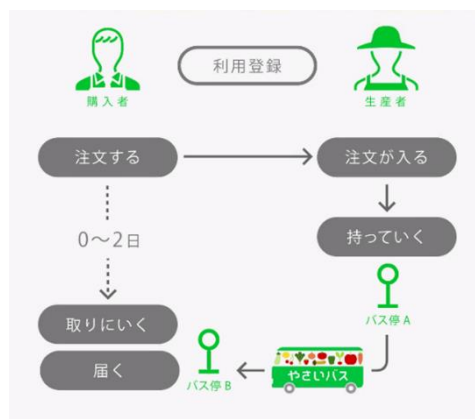 利用登録
購入者
生産者
注文する
注文が入る
0〜2日
持っていく
バス停A
取りにいく
届く
バス停B
やさいバス